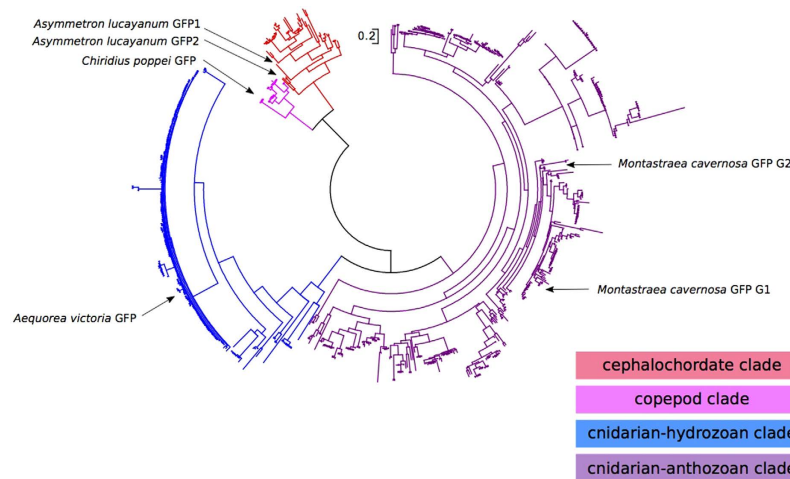 Asymmetron lucayanum GFP1
Asymmetron lucayanum GFP2
Chiridius poppei GFP
0.2
Montastraea cavernosa GFP G2
Montastraea cavernosa GFP G1
Aequorea victoria GFP
cephalochordate clade
copepod clade
cnidarian-hydrozoan clade
cnidarian-anthozoan clade